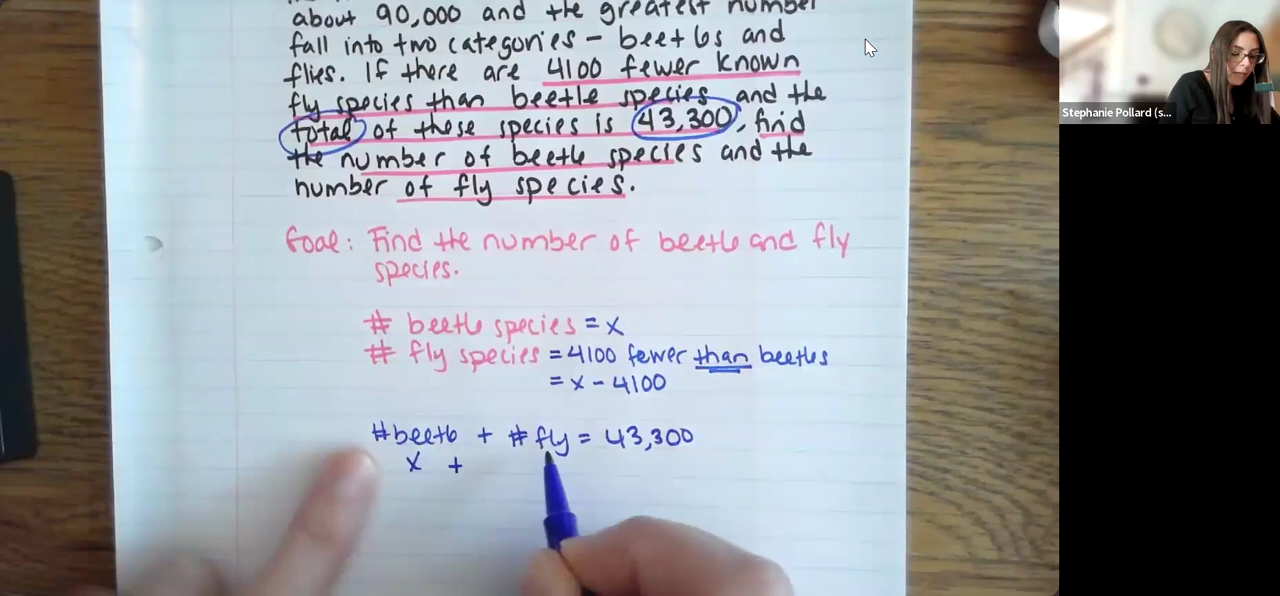 about 90,000 and the greatest number
fall into two categories - beetles and
flies. If there are 4100 fewer known
fly species than beetle species and the
total of these species is 43,300, find
the number of beetle species and the
number of fly species.
Goal: Find the number of beetle and fly
species.
# beetle species = x
# fly species = 4100 fewer than beetles
= x - 4100
#beetle + #fly = 43,300
x +
Stephanie Pollard (s...